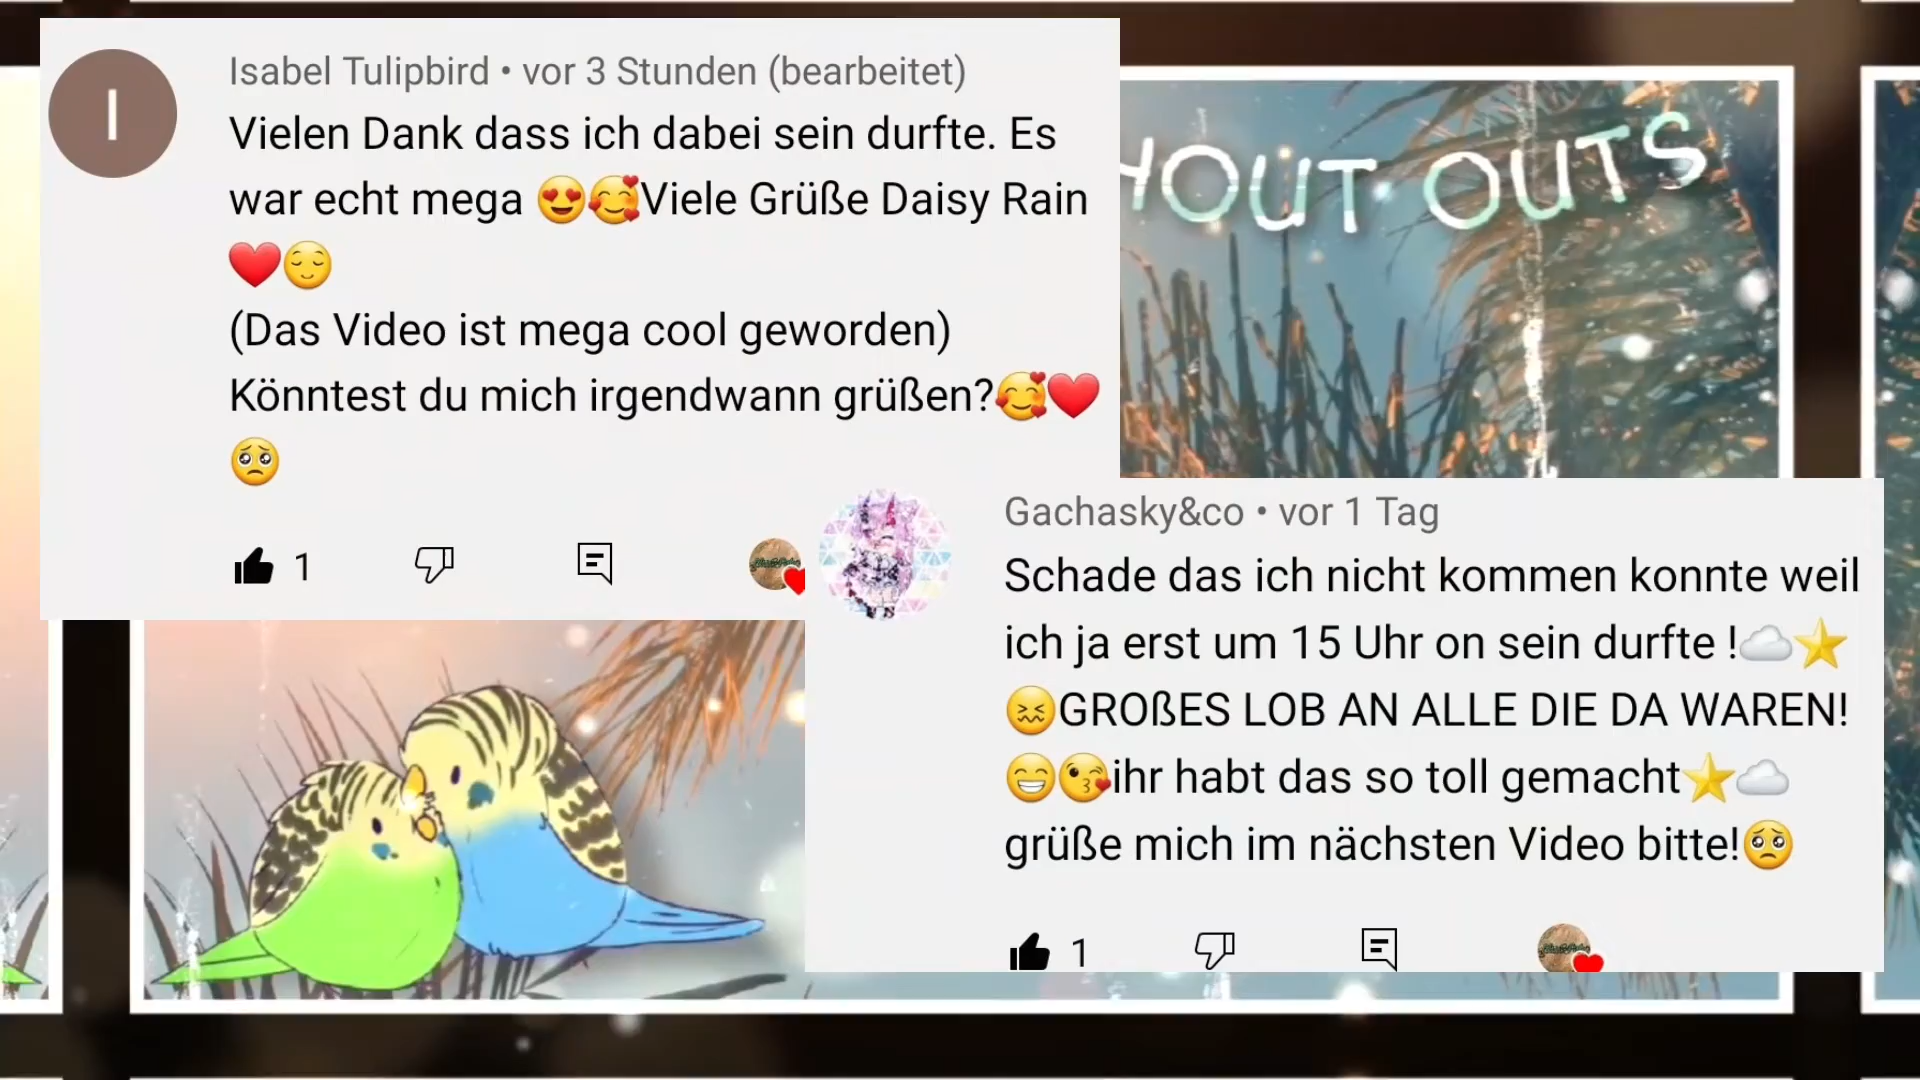 Isabel Tulipbird • vor 3 Stunden (bearbeitet)
I
Vielen Dank dass ich dabei sein durfte. Es
war echt mega 😍🥰Viele Grüße Daisy Rain
❤️😌
(Das Video ist mega cool geworden)
Könntest du mich irgendwann grüßen?🥰❤️
🥺
1
HOUT OUTS
Gachasky&co • vor 1 Tag
Schade das ich nicht kommen konnte weil
ich ja erst um 15 Uhr on sein durfte !☁️⭐
😖GROßES LOB AN ALLE DIE DA WAREN!
😁😘ihr habt das so toll gemacht⭐☁️
grüße mich im nächsten Video bitte!🥺
1